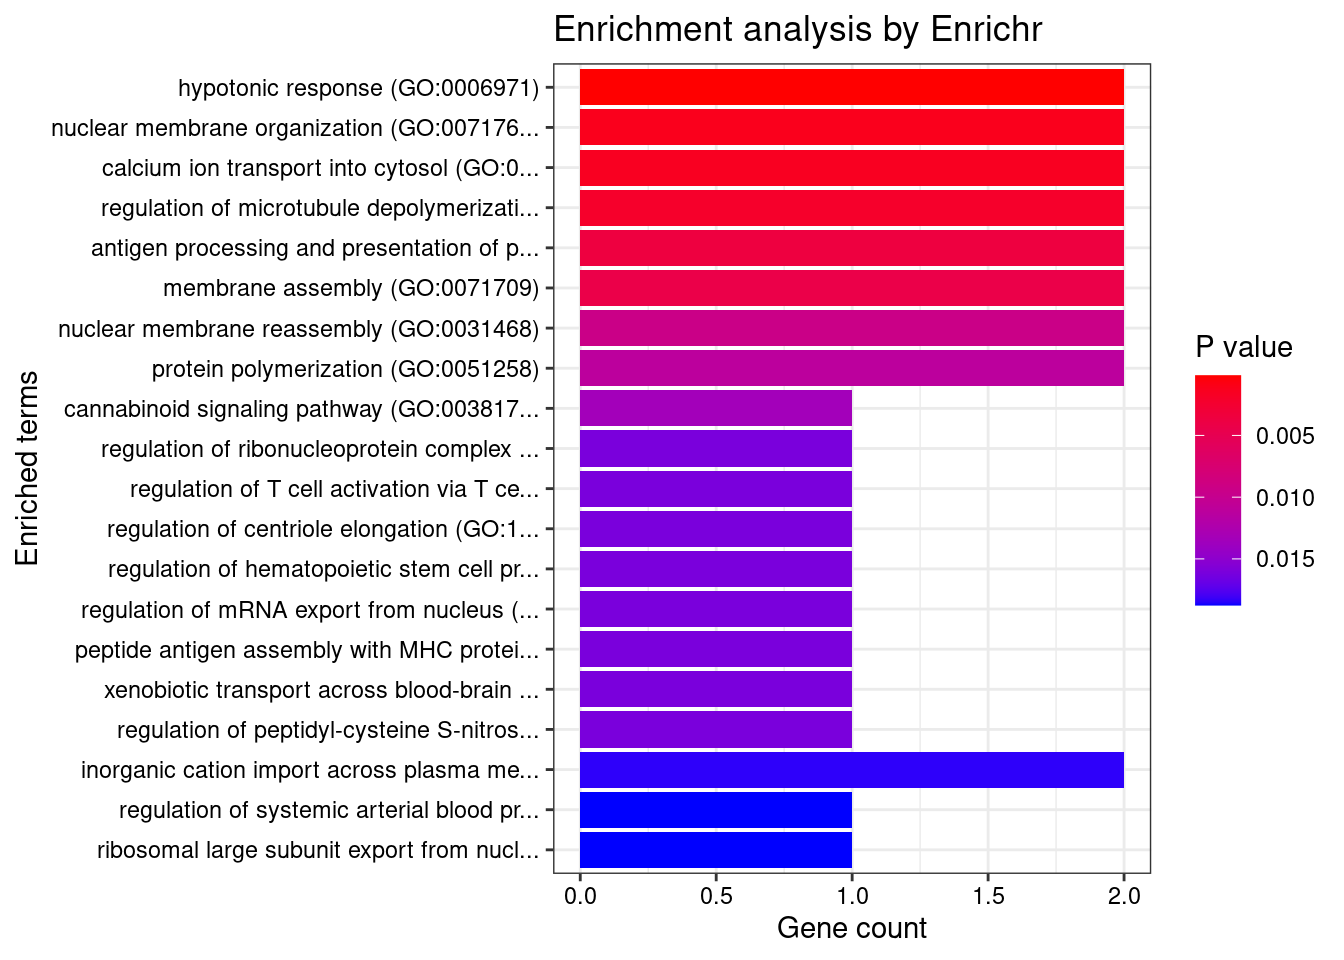 Enrichment analysis by Enrichr
hypotonic response (GO:0006971)
nuclear membrane organization (GO:007176...
calcium ion transport into cytosol (GO:0...
regulation of microtubule depolymerizati...
antigen processing and presentation of p...
membrane assembly (GO:0071709)
nuclear membrane reassembly (GO:0031468)
protein polymerization (GO:0051258)
cannabinoid signaling pathway (GO:003817...
regulation of ribonucleoprotein complex ...
regulation of T cell activation via T ce...
regulation of centriole elongation (GO:1...
regulation of hematopoietic stem cell pr...
regulation of mRNA export from nucleus (...
peptide antigen assembly with MHC protei...
xenobiotic transport across blood-brain ...
regulation of peptidyl-cysteine S-nitros...
inorganic cation import across plasma me...
regulation of systemic arterial blood pr...
ribosomal large subunit export from nucl...
Enriched terms
0.0 0.5 1.0 1.5 2.0
Gene count
P value
0.005
0.010
0.015